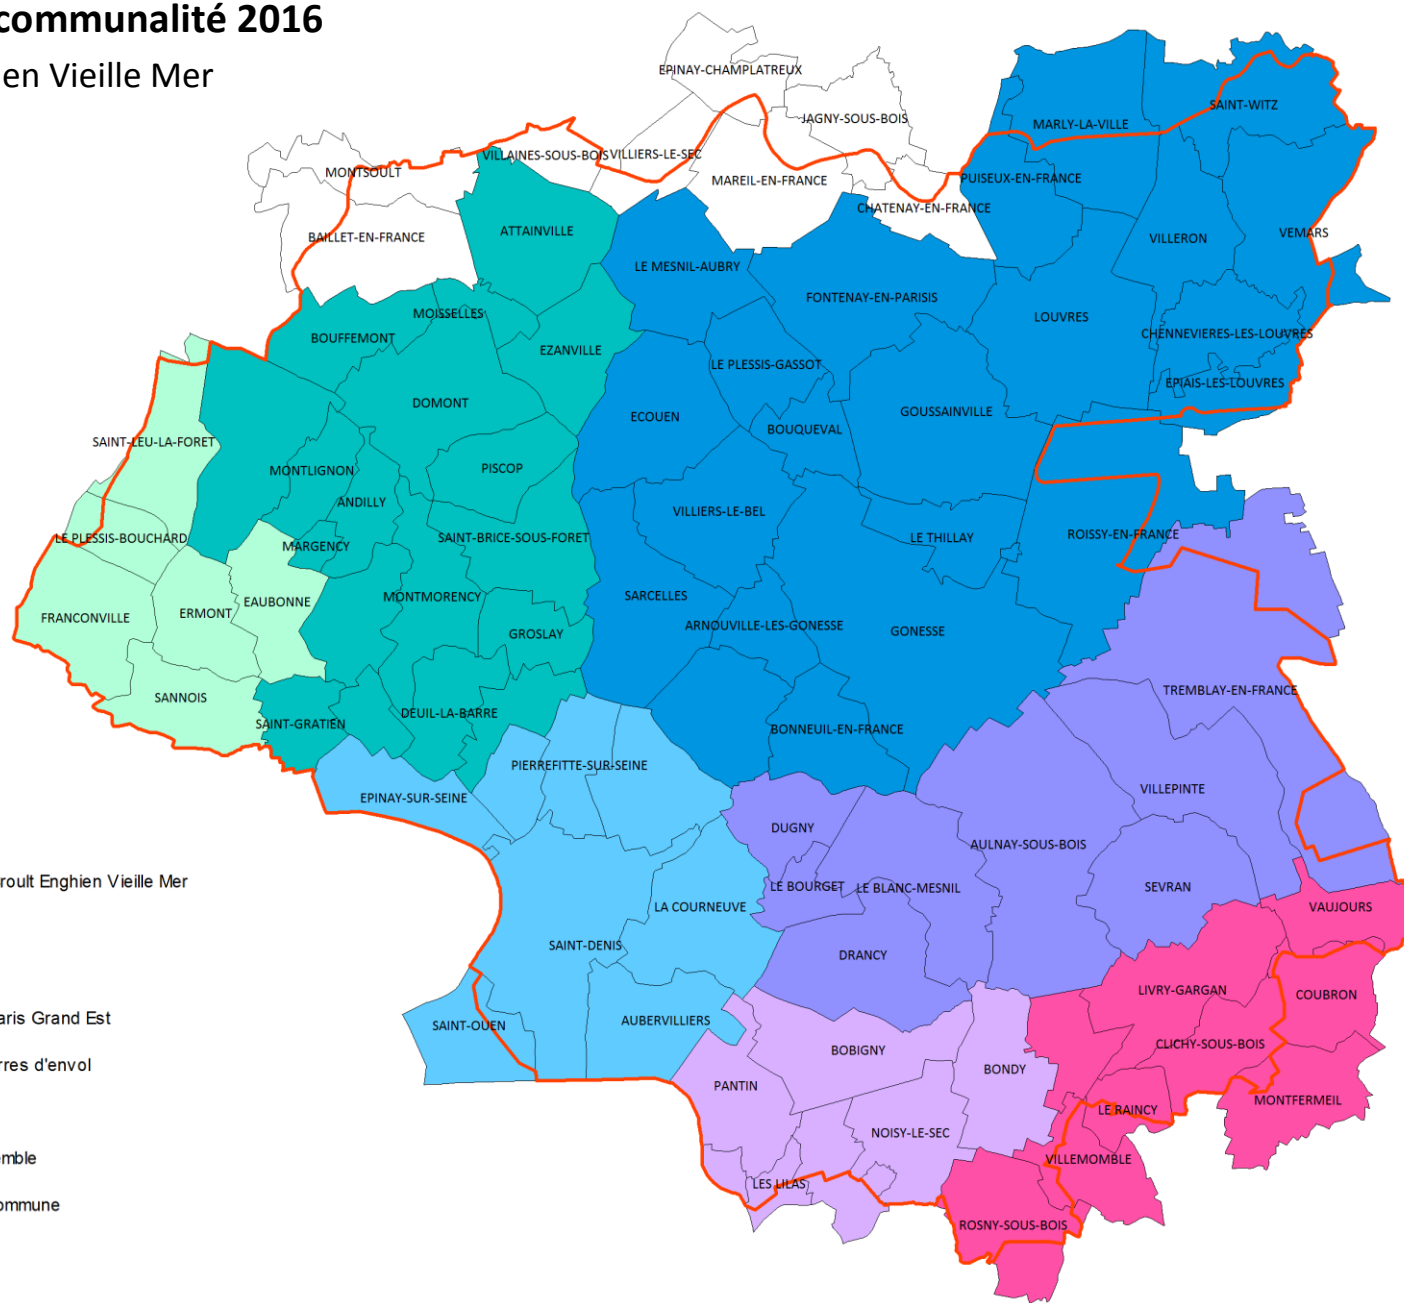 communalité 2016
en Vieille Mer
EPINAY-CHAMPLATREUX
SAINT-WITZ
JAGNY-SOUS-BOIS
MARLY-LA-VILLE
VILLAINES-SOUS-BOIS
VILLIERS-LE-SEC
MONTSOULT
MAREIL-EN-FRANCE
PUISEUX-EN-FRANCE
CHATENAY-EN-FRANCE
ATTAINVILLE
VEMARS
BAILLET-EN-FRANCE
VILLERON
LE MESNIL-AUBRY
FONTENAY-EN-PARISIS
MOISSELLES
LOUVRES
CHENNEVIERES-LES-LOUVRES
BOUFFEMONT
EZANVILLE
LE PLESSIS-GASSOT
EPIAIS-LES-LOUVRES
DOMONT
GOUSSAINVILLE
ECOUEN
BOUQUEVAL
SAINT-LEU-LA-FORET
MONTLIGNON
PISCOP
ANDILLY
VILLIERS-LE-BEL
ROISSY-EN-FRANCE
LE PLESSIS-BOUCHARD
SAINT-BRICE-SOUS-FORET
LE THILLAY
MARGENCY
SARCELLES
MONTMORENCY
EAUBONNE
ERMONT
FRANCONVILLE
ARNOUVILLE-LES-GONESSE
GONESSE
GROSLAY
TREMBLAY-EN-FRANCE
SANNOIS
DEUIL-LA-BARRE
SAINT-GRATIEN
BONNEUIL-EN-FRANCE
PIERREFITTE-SUR-SEINE
VILLEPINTE
EPINAY-SUR-SEINE
DUGNY
AULNAY-SOUS-BOIS
roult Enghien Vieille Mer
LE BOURGET
LE BLANC-MESNIL
SEVRAN
LA COURNEUVE
VAUJOURS
SAINT-DENIS
DRANCY
LIVRY-GARGAN
COUBRON
aris Grand Est
SAINT-OUEN
AUBERVILLIERS
CLICHY-SOUS-BOIS
BOBIGNY
rres d'envol
BONDY
PANTIN
MONTFERMEIL
LE RAINCY
NOISY-LE-SEC
emble
VILLEMOMBLE
LES LILAS
ommune
ROSNY-SOUS-BOIS